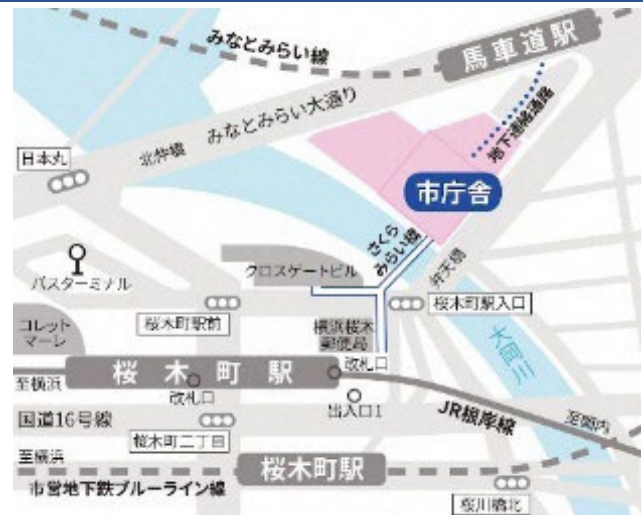 みなとみらい線
馬車道駅
みなとみらい大通り
北仲橋
地下連絡通路
日本丸
市庁舎
さくら
みらい橋
弁天橋
クロスゲートビル
バスターミナル
桜木町駅前
桜木町駅入口
コレット
マーレ
横浜桜木
郵便局
大岡川
改札口
桜木町駅
至横浜
改札口
出入口1
JR根岸線
至関内
国道16号線
桜木町二丁目
至横浜
桜木町駅
市営地下鉄ブルーライン線
桜川橋北